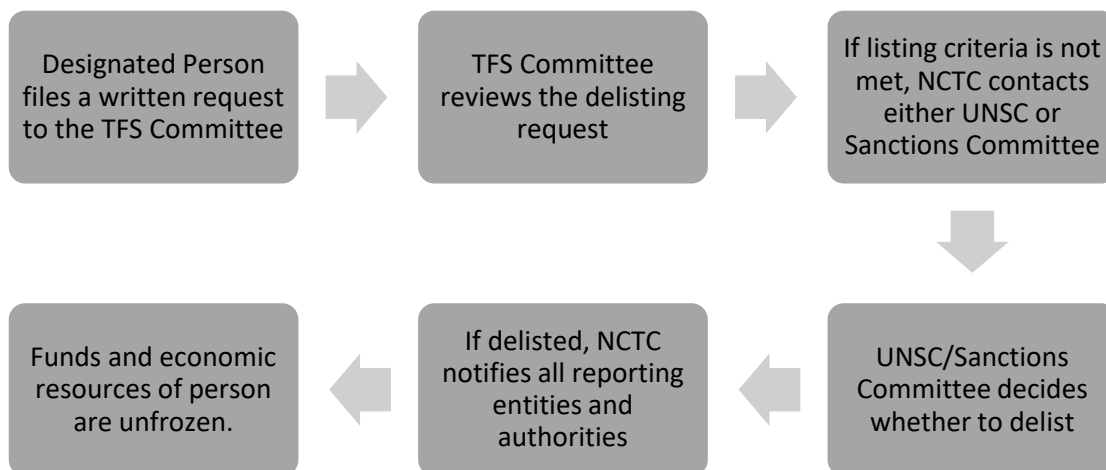 Designated Person
files a written request
to the TFS Committee
TFS Committee
reviews the delisting
request
If listing criteria is not
met, NCTC contacts
either UNSC or
Sanctions Committee
UNSC/Sanctions
Committee decides
whether to delist
If delisted, NCTC
notifies all reporting
entities and
authorities
Funds and economic
resources of person
are unfrozen.